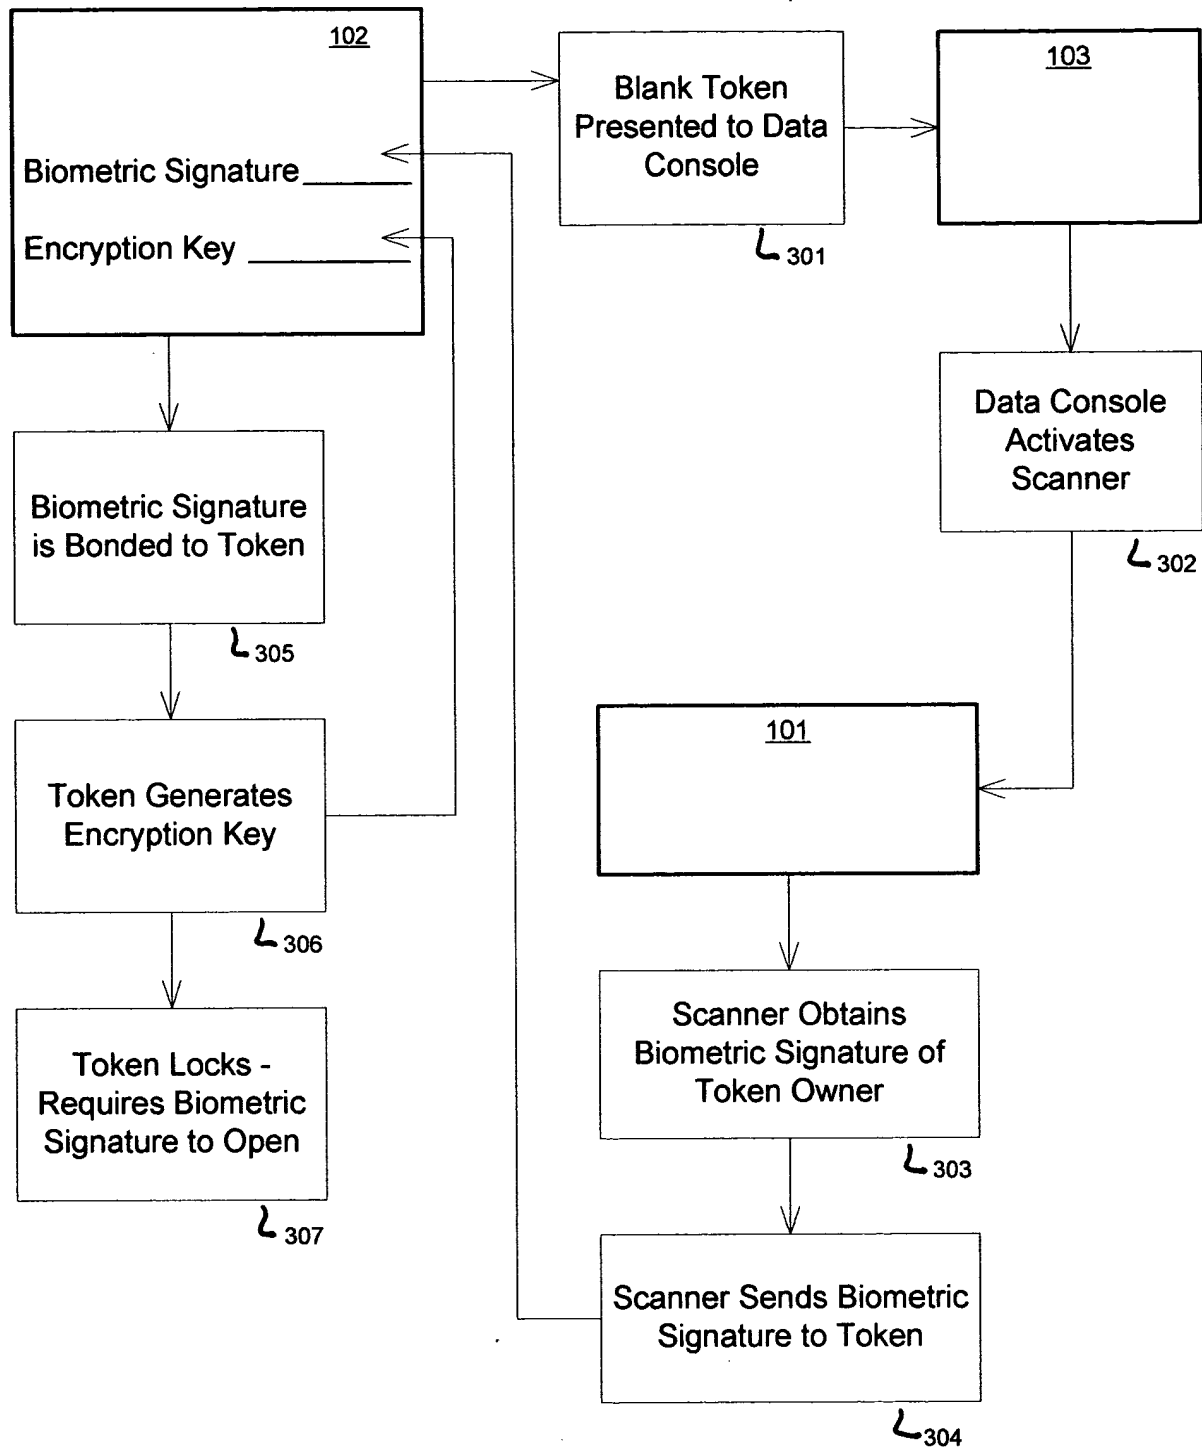 102
Biometric Signature
Encryption Key
Blank Token
Presented to Data
Console
301
103
Data Console
Activates
Scanner
302
101
Scanner Obtains
Biometric Signature of
Token Owner
303
Scanner Sends Biometric
Signature to Token
304
Biometric Signature
is Bonded to Token
305
Token Generates
Encryption Key
306
Token Locks -
Requires Biometric
Signature to Open
307